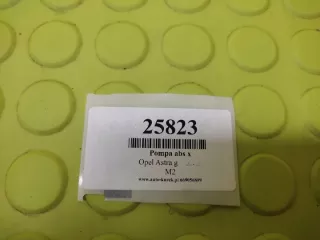 25823
Pompa abs x
Opel Astra g
M2